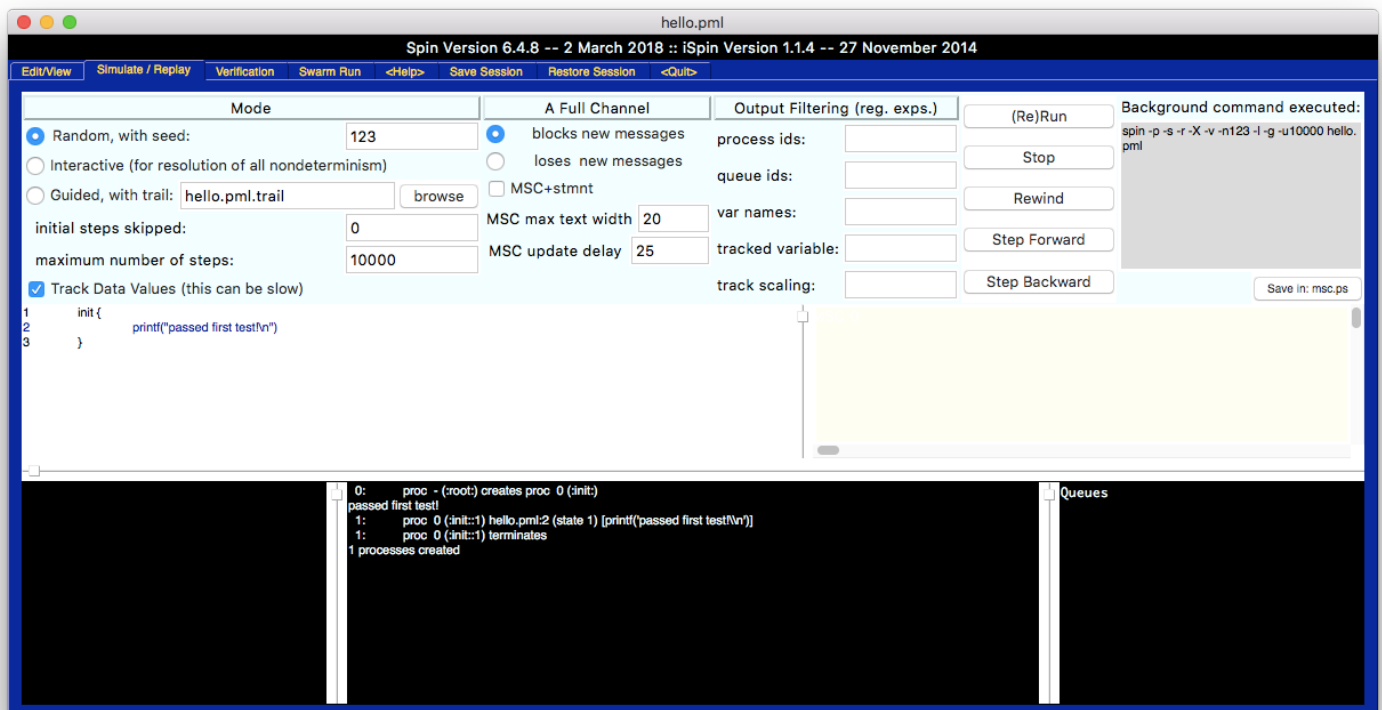 hello.pml
Spin Version 6.4.8 -- 2 March 2018 :: iSpin Version 1.1.4 -- 27 November 2014
Edit/View Simulate / Replay Verification Swarm Run <Help> Save Session Restore Session <Quit>
Mode
Random, with seed: 123
Interactive (for resolution of all nondeterminism)
Guided, with trail: hello.pml.trail browse
initial steps skipped: 0
maximum number of steps: 10000
Track Data Values (this can be slow)
A Full Channel
blocks new messages
loses new messages
MSC+stmnt
MSC max text width 20
MSC update delay 25
Output Filtering (reg. exps.)
process ids:
queue ids:
var names:
tracked variable:
track scaling:
(Re)Run
Stop
Rewind
Step Forward
Step Backward
Background command executed:
spin -p -s -r -X -v -n123 -l -g -u10000 hello.
pml
Save in: msc.ps
1 init {
2 printf("passed first test!\n")
3 }
0: proc - (:root:) creates proc 0 (:init:)
passed first test!
1: proc 0 (:init::1) hello.pml:2 (state 1) [printf('passed first test!\\n')]
1: proc 0 (:init::1) terminates
1 processes created
Queues